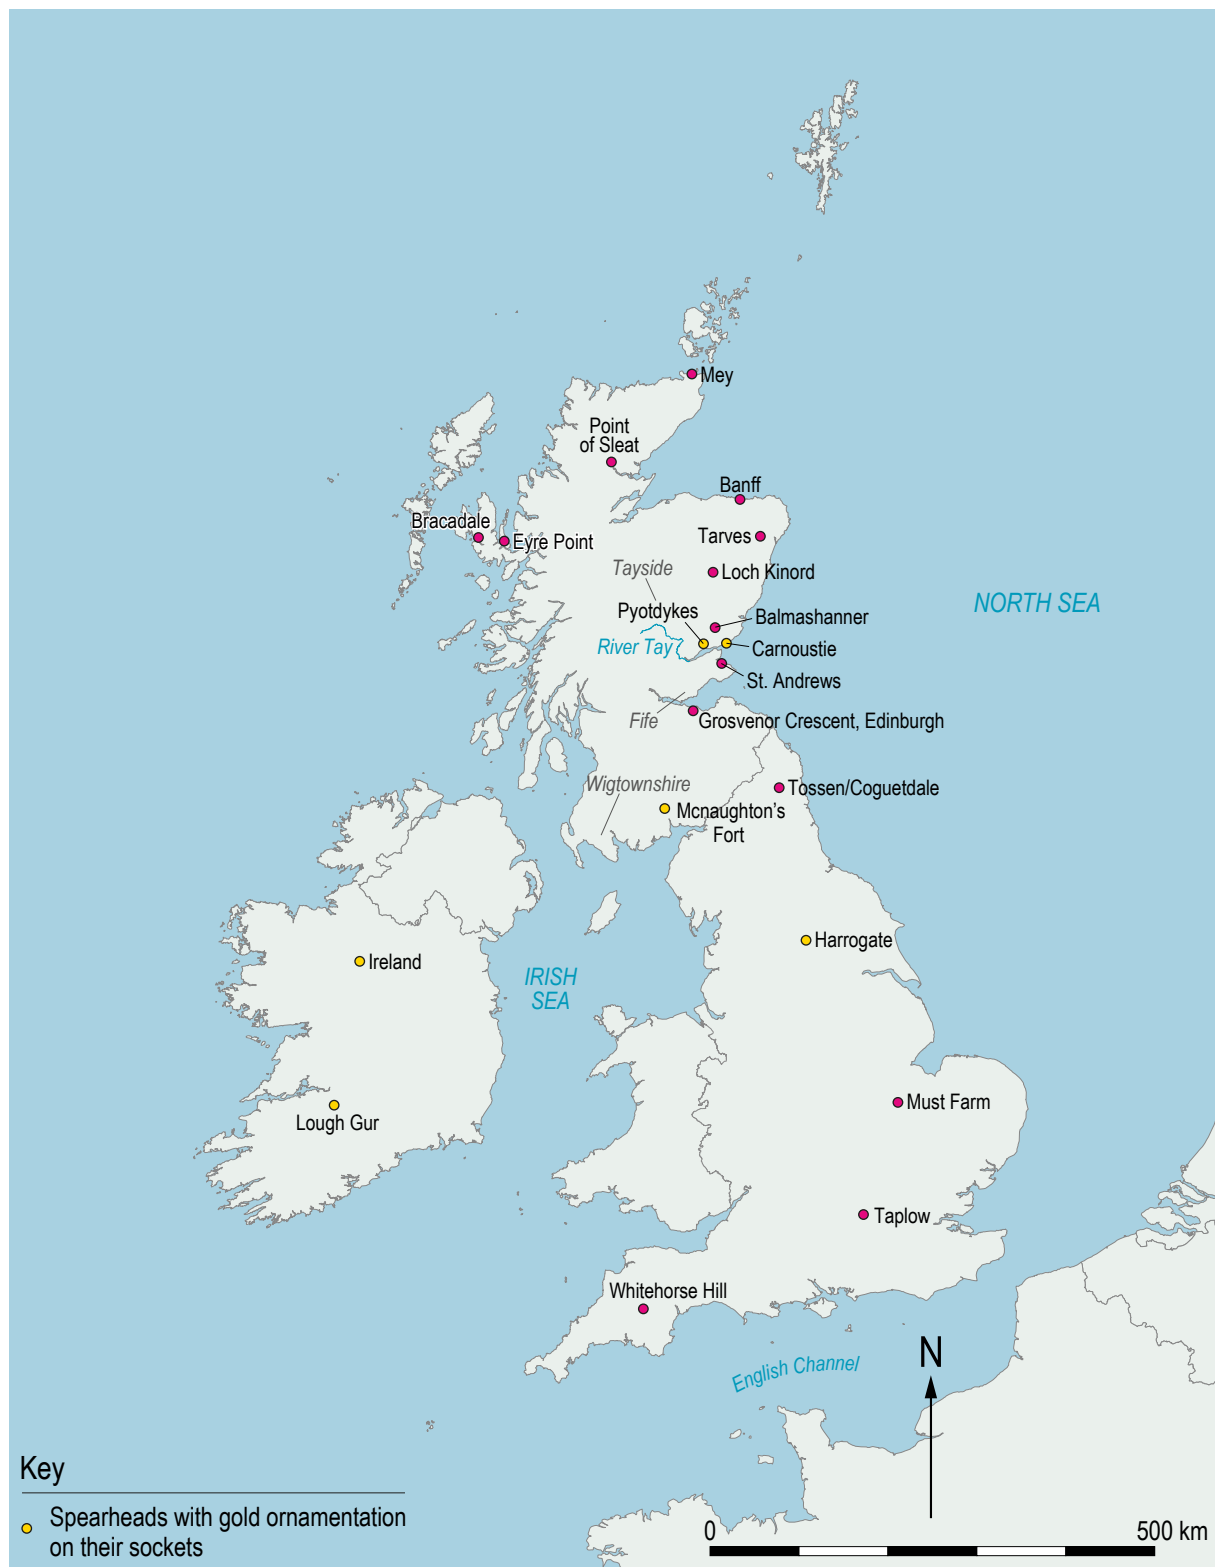 Mey
Point
of Sleat
Banff
Bracadale
Eyre Point
Tarves
Tayside
Loch Kinord
NORTH SEA
Pyotdykes
Balmashanner
River Tay
Carnoustie
St. Andrews
Fife
Grosvenor Crescent, Edinburgh
Wigtownshire
Tossen/Coguetdale
Mcnaughton's
Fort
Harrogate
Ireland
IRISH
SEA
Must Farm
Lough Gur
Taplow
Whitehorse Hill
English Channel
N
Key
Spearheads with gold ornamentation
on their sockets
0
500 km